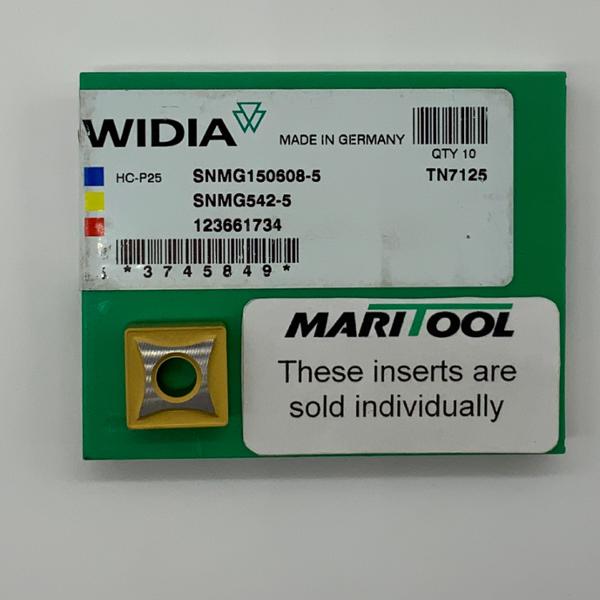 WIDIA
MADE IN GERMANY
QTY 10
HC-P25 SNMG150608-5 TN7125
SNMG542-5
123661734
*3745849*
MARITOOL
These inserts are
sold individually